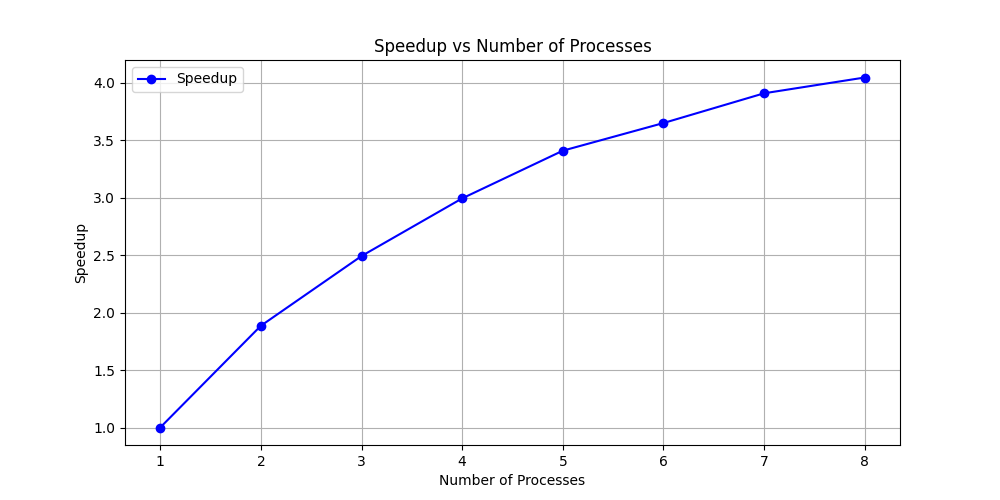 Speedup vs Number of Processes
Speedup
4.0
3.5
3.0
2.5
2.0
1.5
1.0
Speedup
1 2 3 4 5 6 7 8
Number of Processes